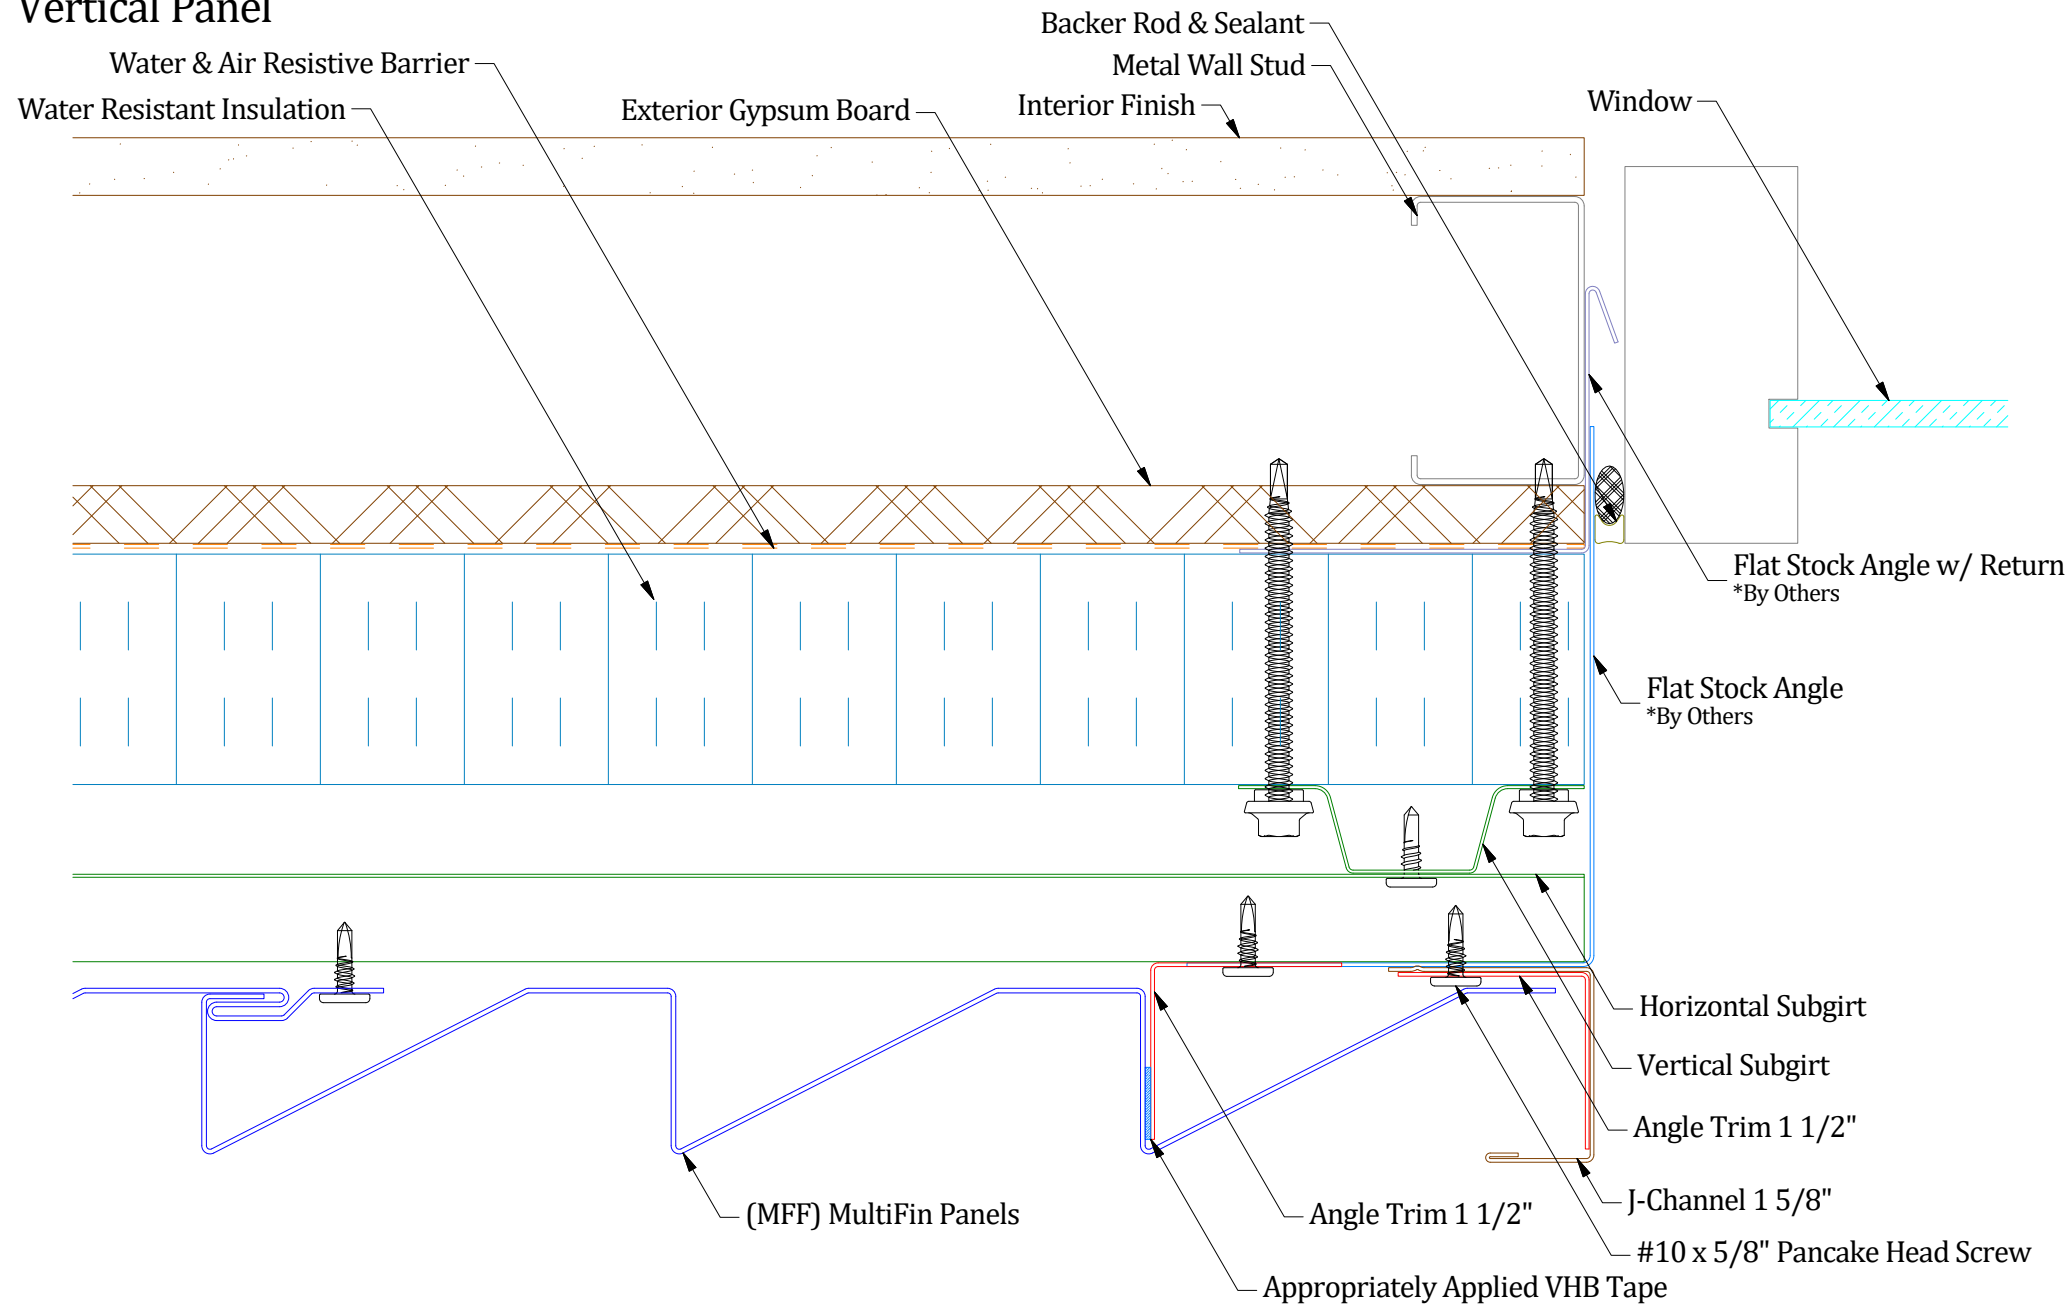 Vertical Panel
Backer Rod & Sealant
Water & Air Resistive Barrier
Metal Wall Stud
Water Resistant Insulation
Exterior Gypsum Board
Interior Finish
Window
Flat Stock Angle w/ Return
*By Others
Flat Stock Angle
*By Others
Horizontal Subgirt
Vertical Subgirt
Angle Trim 1 1/2"
J-Channel 1 5/8"
(MFF) MultiFin Panels
Angle Trim 1 1/2"
#10 x 5/8" Pancake Head Screw
Appropriately Applied VHB Tape